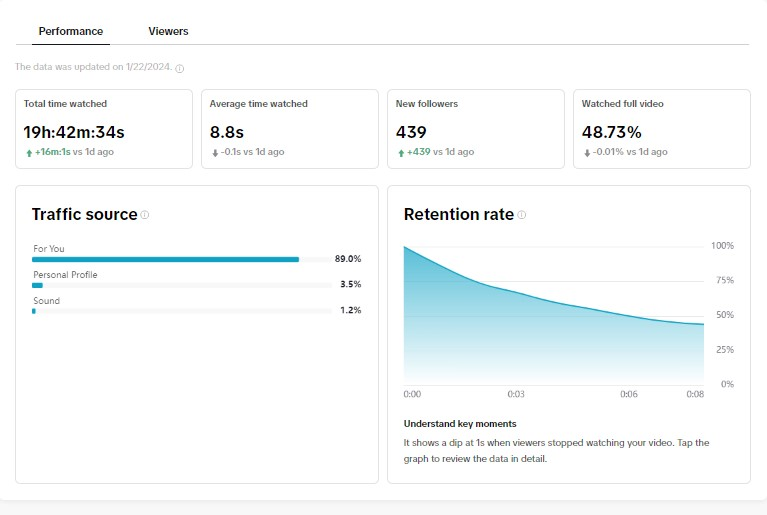 Performance Viewers
The data was updated on 1/22/2024.
Total time watched
19h:42m:34s
+16m:1s vs 1d ago
Average time watched
8.8s
-0.1s vs 1d ago
New followers
439
+439 vs 1d ago
Watched full video
48.73%
-0.01% vs 1d ago
Traffic source
For You
89.0%
Personal Profile
3.5%
Sound
1.2%
Retention rate
100%
75%
50%
25%
0%
0:00 0:03 0:06 0:08
Understand key moments
It shows a dip at 1s when viewers stopped watching your video. Tap the
graph to review the data in detail.